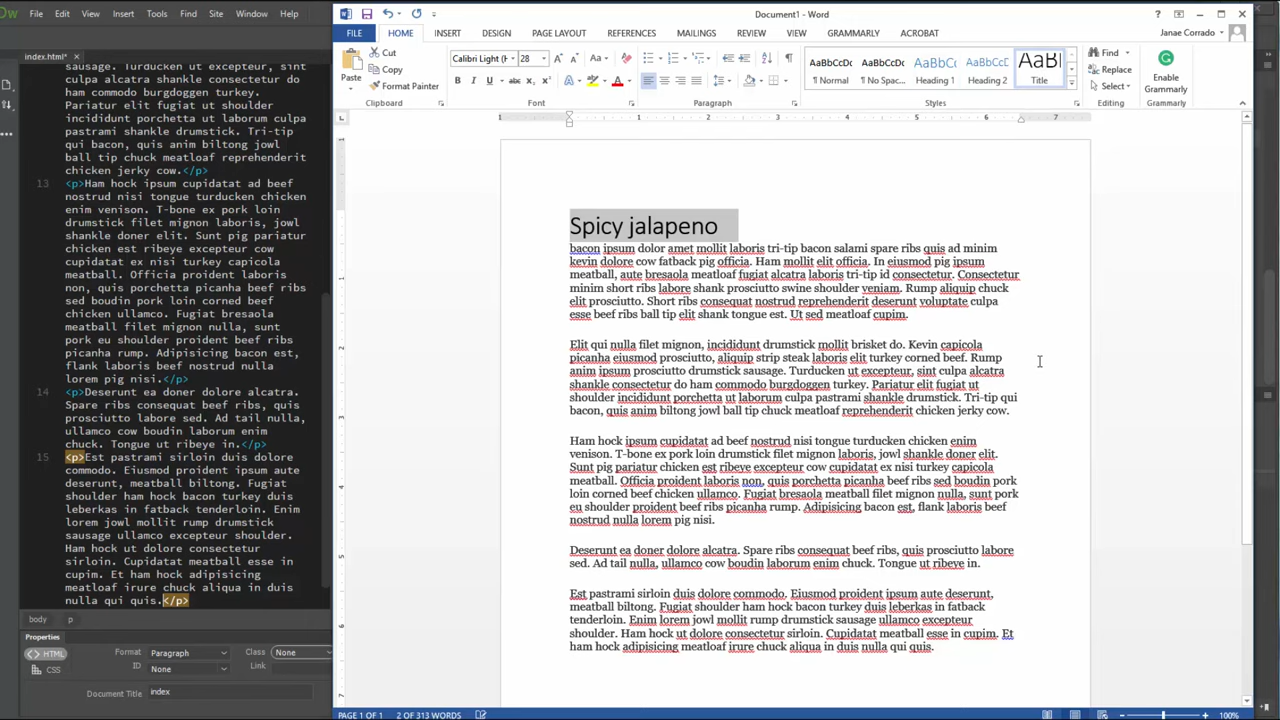 Dw
File
Edit
View
Insert
Tools
Find
Site
Window
Help
index.html*
sausage. Turducken ut excepteur,
sint culpa alcatra shankle
culpa alcatra shankle consectetur do
ham commodo burgdoggen turkey.
Pariatur elit fugiat ut shoulder
incididunt porchetta ut laborum culpa
pastrami shankle drumstick. Tri-tip
qui bacon, quis anim biltong jowl
ball tip chuck meatloaf reprehenderit
chicken jerky cow.</p>
13 <p>Ham hock ipsum cupidatat ad beef
nostrud nisi tongue turducken chicken
enim venison. T-bone ex pork loin
drumstick filet mignon laboris, jowl
shankle doner elit. Sunt pig pariatur
chicken est ribeye excepteur cow
cupidatat ex nisi turkey capicola
meatball. Officia proident laboris
non, quis porchetta picanha beef ribs
sed boudin pork loin corned beef
chicken ullamco. Fugiat bresaola
meatball filet mignon nulla, sunt
pork eu shoulder proident beef ribs
picanha rump. Adipisicing bacon est,
flank laboris beef nostrud nulla
lorem pig nisi.</p>
14 <p>Deserunt ea doner dolore alcatra.
Spare ribs consequat beef ribs, quis
prosciutto labore sed. Ad tail nulla,
ullamco cow boudin laborum enim
chuck. Tongue ut ribeye in.</p>
15 <p>Est pastrami sirloin duis dolore
commodo. Eiusmod proident ipsum aute
deserunt, meatball biltong. Fugiat
shoulder ham hock bacon turkey duis
leberkas in fatback tenderloin. Enim
lorem jowl mollit rump drumstick
sausage ullamco excepteur shoulder.
Ham hock ut dolore consectetur
sirloin. Cupidatat meatball esse in
cupim. Et ham hock adipisicing
meatloaf irure chuck aliqua in duis
nulla qui quis.</p>
body p
Properties
<> HTML
CSS
Format Paragraph
ID None
Class None
Link
Document Title index
Document1 - Word
FILE HOME INSERT DESIGN PAGE LAYOUT REFERENCES MAILINGS REVIEW VIEW GRAMMARLY ACROBAT
Janae Corrado
Paste
Cut
Copy
Format Painter
Clipboard
Calibri Light (H 28
Font
Paragraph
AaBbCcDc AaBbCcDc AaBbCc AaBbCcD AaBb
¶ Normal ¶ No Spac... Heading 1 Heading 2 Title
Styles
Find
Replace
Select
Editing
Enable
Grammarly
Grammarly
1 1 2 3 4 5 6 7
Spicy jalapeno
bacon ipsum dolor amet mollit laboris tri-tip bacon salami spare ribs quis ad minim
kevin dolore cow fatback pig officia. Ham mollit elit officia. In eiusmod pig ipsum
meatball, aute bresaola meatloaf fugiat alcatra laboris tri-tip id consectetur. Consectetur
minim short ribs labore shank prosciutto swine shoulder veniam. Rump aliquip chuck
elit prosciutto. Short ribs consequat nostrud reprehenderit deserunt voluptate culpa
esse beef ribs ball tip elit shank tongue est. Ut sed meatloaf cupim.
Elit qui nulla filet mignon, incididunt drumstick mollit brisket do. Kevin capicola
picanha eiusmod prosciutto, aliquip strip steak laboris elit turkey corned beef. Rump
anim ipsum prosciutto drumstick sausage. Turducken ut excepteur, sint culpa alcatra
shankle consectetur do ham commodo burgdoggen turkey. Pariatur elit fugiat ut
shoulder incididunt porchetta ut laborum culpa pastrami shankle drumstick. Tri-tip qui
bacon, quis anim biltong jowl ball tip chuck meatloaf reprehenderit chicken jerky cow.
Ham hock ipsum cupidatat ad beef nostrud nisi tongue turducken chicken enim
venison. T-bone ex pork loin drumstick filet mignon laboris, jowl shankle doner elit.
Sunt pig pariatur chicken est ribeye excepteur cow cupidatat ex nisi turkey capicola
meatball. Officia proident laboris non, quis porchetta picanha beef ribs sed boudin pork
loin corned beef chicken ullamco. Fugiat bresaola meatball filet mignon nulla, sunt pork
eu shoulder proident beef ribs picanha rump. Adipisicing bacon est, flank laboris beef
nostrud nulla lorem pig nisi.
Deserunt ea doner dolore alcatra. Spare ribs consequat beef ribs, quis prosciutto labore
sed. Ad tail nulla, ullamco cow boudin laborum enim chuck. Tongue ut ribeye in.
Est pastrami sirloin duis dolore commodo. Eiusmod proident ipsum aute deserunt,
meatball biltong. Fugiat shoulder ham hock bacon turkey duis leberkas in fatback
tenderloin. Enim lorem jowl mollit rump drumstick sausage ullamco excepteur
shoulder. Ham hock ut dolore consectetur sirloin. Cupidatat meatball esse in cupim. Et
ham hock adipisicing meatloaf irure chuck aliqua in duis nulla qui quis.
PAGE 1 OF 1 2 OF 313 WORDS
100%